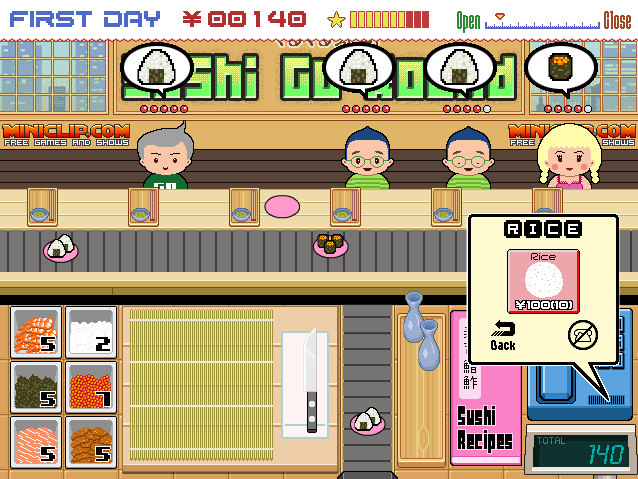 FIRST DAY ¥00140 Open Close
Sushi Go Round
MINICLIP.COM
FREE GAMES AND SHOWS
MINICLIP.COM
FREE GAMES AND SHOWS
RICE
Rice
¥100(10)
Back
5 2
5 7
5 5
Sushi
Recipes
TOTAL
140